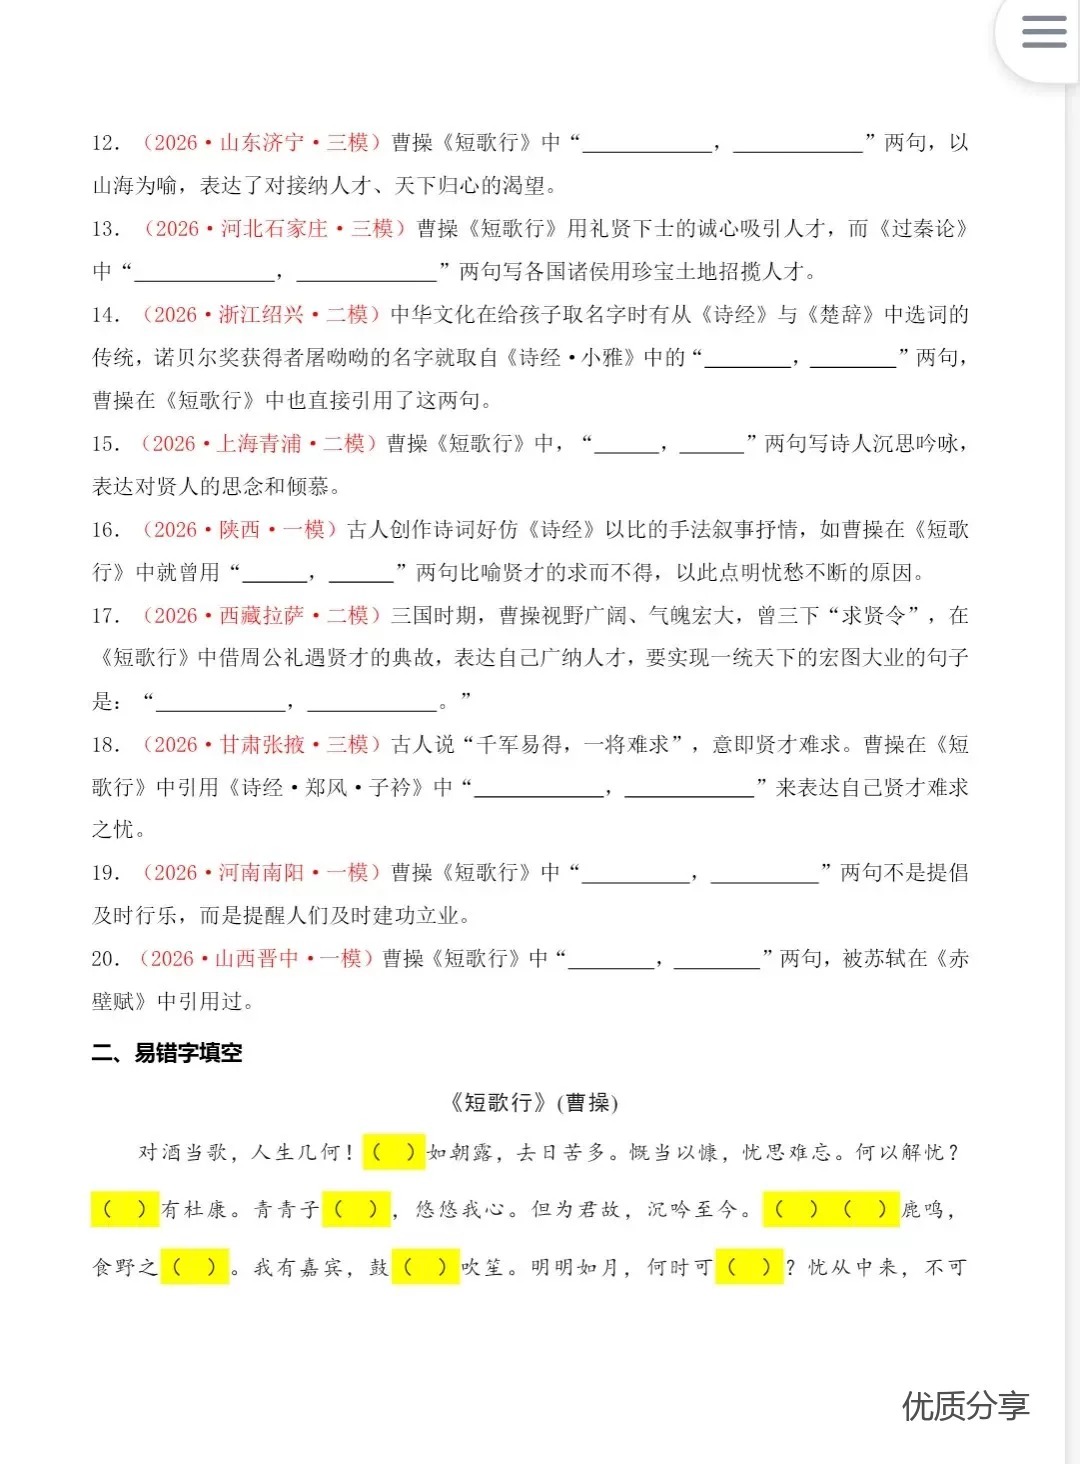 12. （2026·山东济宁·三模）曹操《短歌行》中“____________，____________”两句，以
山海为喻，表达了对接纳人才、天下归心的渴望。
13. （2026·河北石家庄·三模）曹操《短歌行》用礼贤下士的诚心吸引人才，而《过秦论》
中“_____________，_____________”两句写各国诸侯用珍宝土地招揽人才。
14. （2026·浙江绍兴·二模）中华文化在给孩子取名字时有从《诗经》与《楚辞》中选词的
传统，诺贝尔奖获得者屠呦呦的名字就取自《诗经·小雅》中的“________，________”两句，
曹操在《短歌行》中也直接引用了这两句。
15. （2026·上海青浦·二模）曹操《短歌行》中，“______，______”两句写诗人沉思吟咏，
表达对贤人的思念和倾慕。
16. （2026·陕西·一模）古人创作诗词好仿《诗经》以比的手法叙事抒情，如曹操在《短歌
行》中就曾用“______，______”两句比喻贤才的求而不得，以此点明忧愁不断的原因。
17. （2026·西藏拉萨·二模）三国时期，曹操视野广阔、气魄宏大，曾三下“求贤令”，在
《短歌行》中借周公礼遇贤才的典故，表达自己广纳人才，要实现一统天下的宏图大业的句子
是：“____________，____________。”
18. （2026·甘肃张掖·三模）古人说“千军易得，一将难求”，意即贤才难求。曹操在《短
歌行》中引用《诗经·郑风·子衿》中“____________，____________”来表达自己贤才难求
之忧。
19. （2026·河南南阳·一模）曹操《短歌行》中“__________，__________”两句不是提倡
及时行乐，而是提醒人们及时建功立业。
20. （2026·山西晋中·一模）曹操《短歌行》中“________，________”两句，被苏轼在《赤
壁赋》中引用过。
二、易错字填空
《短歌行》(曹操)
对酒当歌，人生几何！（ ）如朝露，去日苦多。慨当以慷，忧思难忘。何以解忧？
（ ）有杜康。青青子（ ），悠悠我心。但为君故，沉吟至今。（ ）（ ）鹿鸣，
食野之（ ）。我有嘉宾，鼓（ ）吹笙。明明如月，何时可（ ）？忧从中来，不可
优质分享